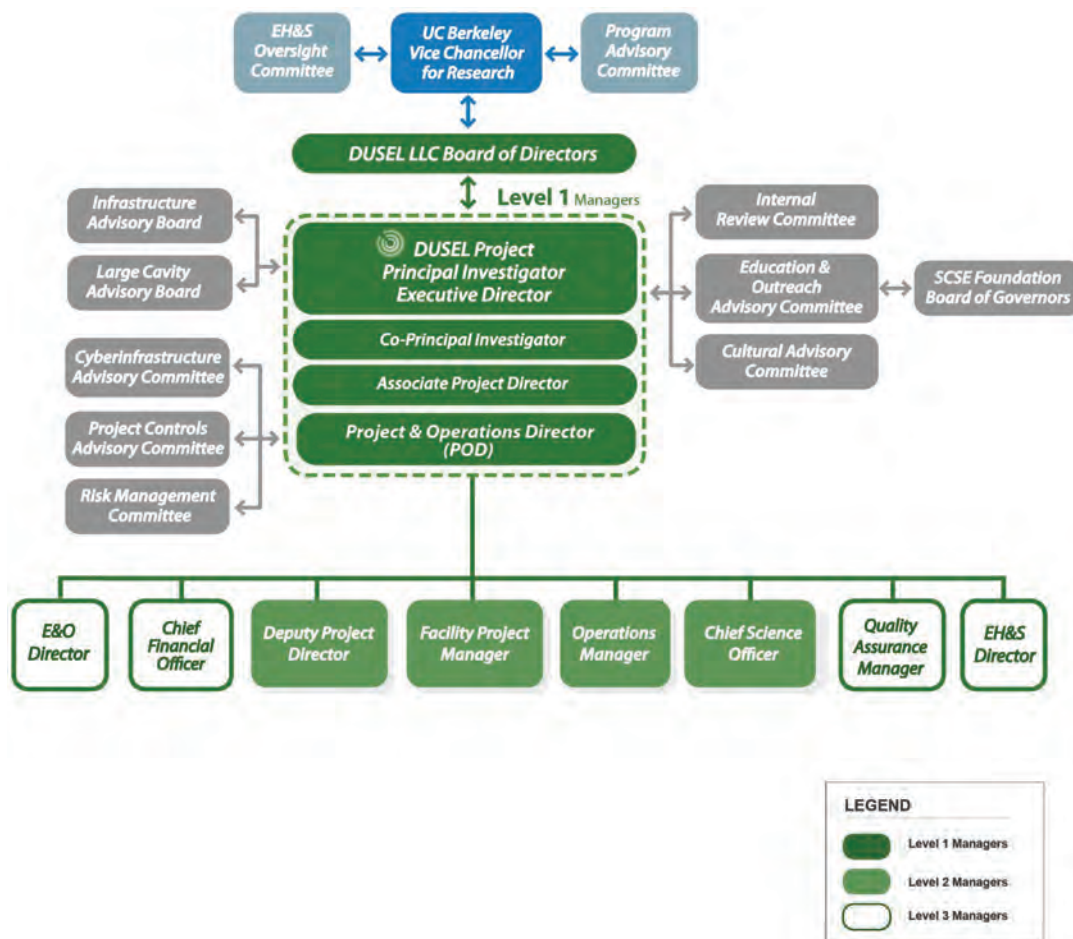 EH&S
Oversight
Committee
UC Berkeley
Vice Chancellor
for Research
Program
Advisory
Committee
DUSEL LLC Board of Directors
Level 1 Managers
Infrastructure
Advisory Board
Large Cavity
Advisory Board
Cyberinfrastructure
Advisory Committee
Project Controls
Advisory Committee
Risk Management
Committee
DUSEL Project
Principal Investigator
Executive Director
Co-Principal Investigator
Associate Project Director
Project & Operations Director
(POD)
Internal
Review Committee
Education &
Outreach
Advisory Committee
SCSE Foundation
Board of Governors
Cultural Advisory
Committee
E&O
Director
Chief
Financial
Officer
Deputy Project
Director
Facility Project
Manager
Operations
Manager
Chief Science
Officer
Quality
Assurance
Manager
EH&S
Director
LEGEND
Level 1 Managers
Level 2 Managers
Level 3 Managers